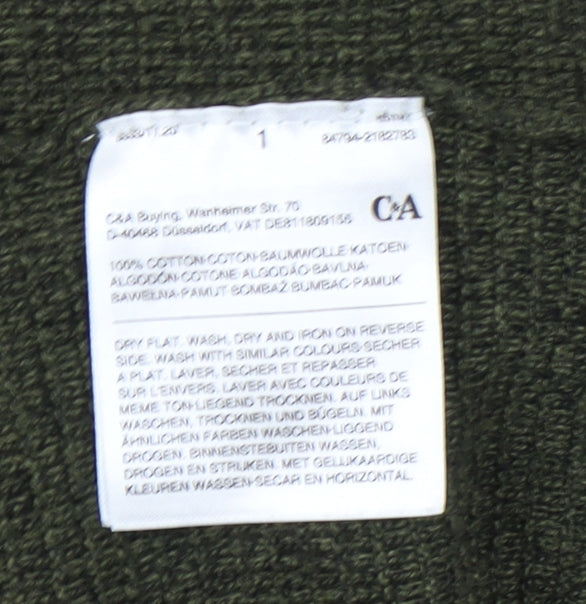 1
84794-2182783
C&A Buying, Wanheimer Str. 70
C&A
D-40468 Düsseldorf, VAT DE811809156
100% COTTON-COTON-BAUMWOLLE-KATOEN-
ALGODÓN-COTONE-ALGODÃO-BAVLNA-
BAWEŁNA-PAMUT BOMBAŽ BUMBAC-PAMUK
DRY FLAT. WASH, DRY AND IRON ON REVERSE
SIDE. WASH WITH SIMILAR COLOURS-SECHER
A PLAT. LAVER, SECHER ET REPASSER
SUR L'ENVERS. LAVER AVEC COULEURS DE
MEME TON-LIEGEND TROCKNEN. AUF LINKS
WASCHEN, TROCKNEN UND BÜGELN. MIT
ÄHNLICHEN FARBEN WASCHEN-LIGGEND
DROGEN. BINNENSTEBUITEN WASSEN,
DROGEN EN STRIJKEN. MET GELIJKAARDIGE
KLEUREN WASSEN-SECAR EN HORIZONTAL.